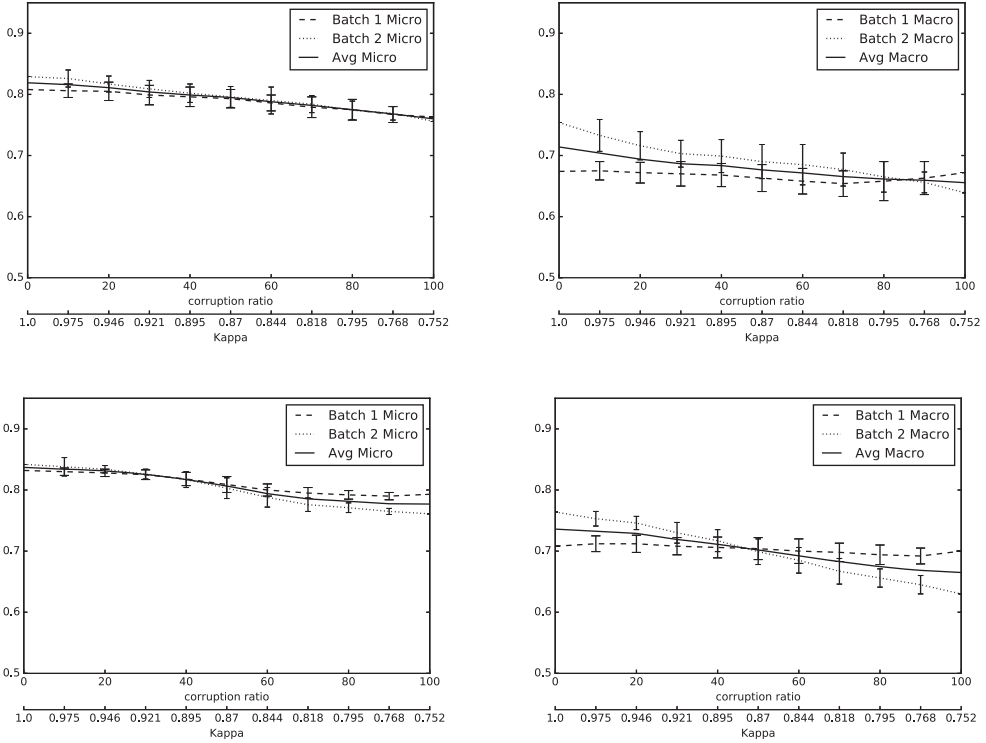 Batch 1 Micro
Batch 2 Micro
Avg Micro
0.9
0.8
0.7
0.6
0.5
0 20 40 60 80 100
corruption ratio
1.0 0.975 0.946 0.921 0.895 0.87 0.844 0.818 0.795 0.768 0.752
Kappa
Batch 1 Macro
Batch 2 Macro
Avg Macro
0.9
0.8
0.7
0.6
0.5
0 20 40 60 80 100
corruption ratio
1.0 0.975 0.946 0.921 0.895 0.87 0.844 0.818 0.795 0.768 0.752
Kappa
Batch 1 Micro
Batch 2 Micro
Avg Micro
0.9
0.8
0.7
0.6
0.5
0 20 40 60 80 100
corruption ratio
1.0 0.975 0.946 0.921 0.895 0.87 0.844 0.818 0.795 0.768 0.752
Kappa
Batch 1 Macro
Batch 2 Macro
Avg Macro
0.9
0.8
0.7
0.6
0.5
0 20 40 60 80 100
corruption ratio
1.0 0.975 0.946 0.921 0.895 0.87 0.844 0.818 0.795 0.768 0.752
Kappa